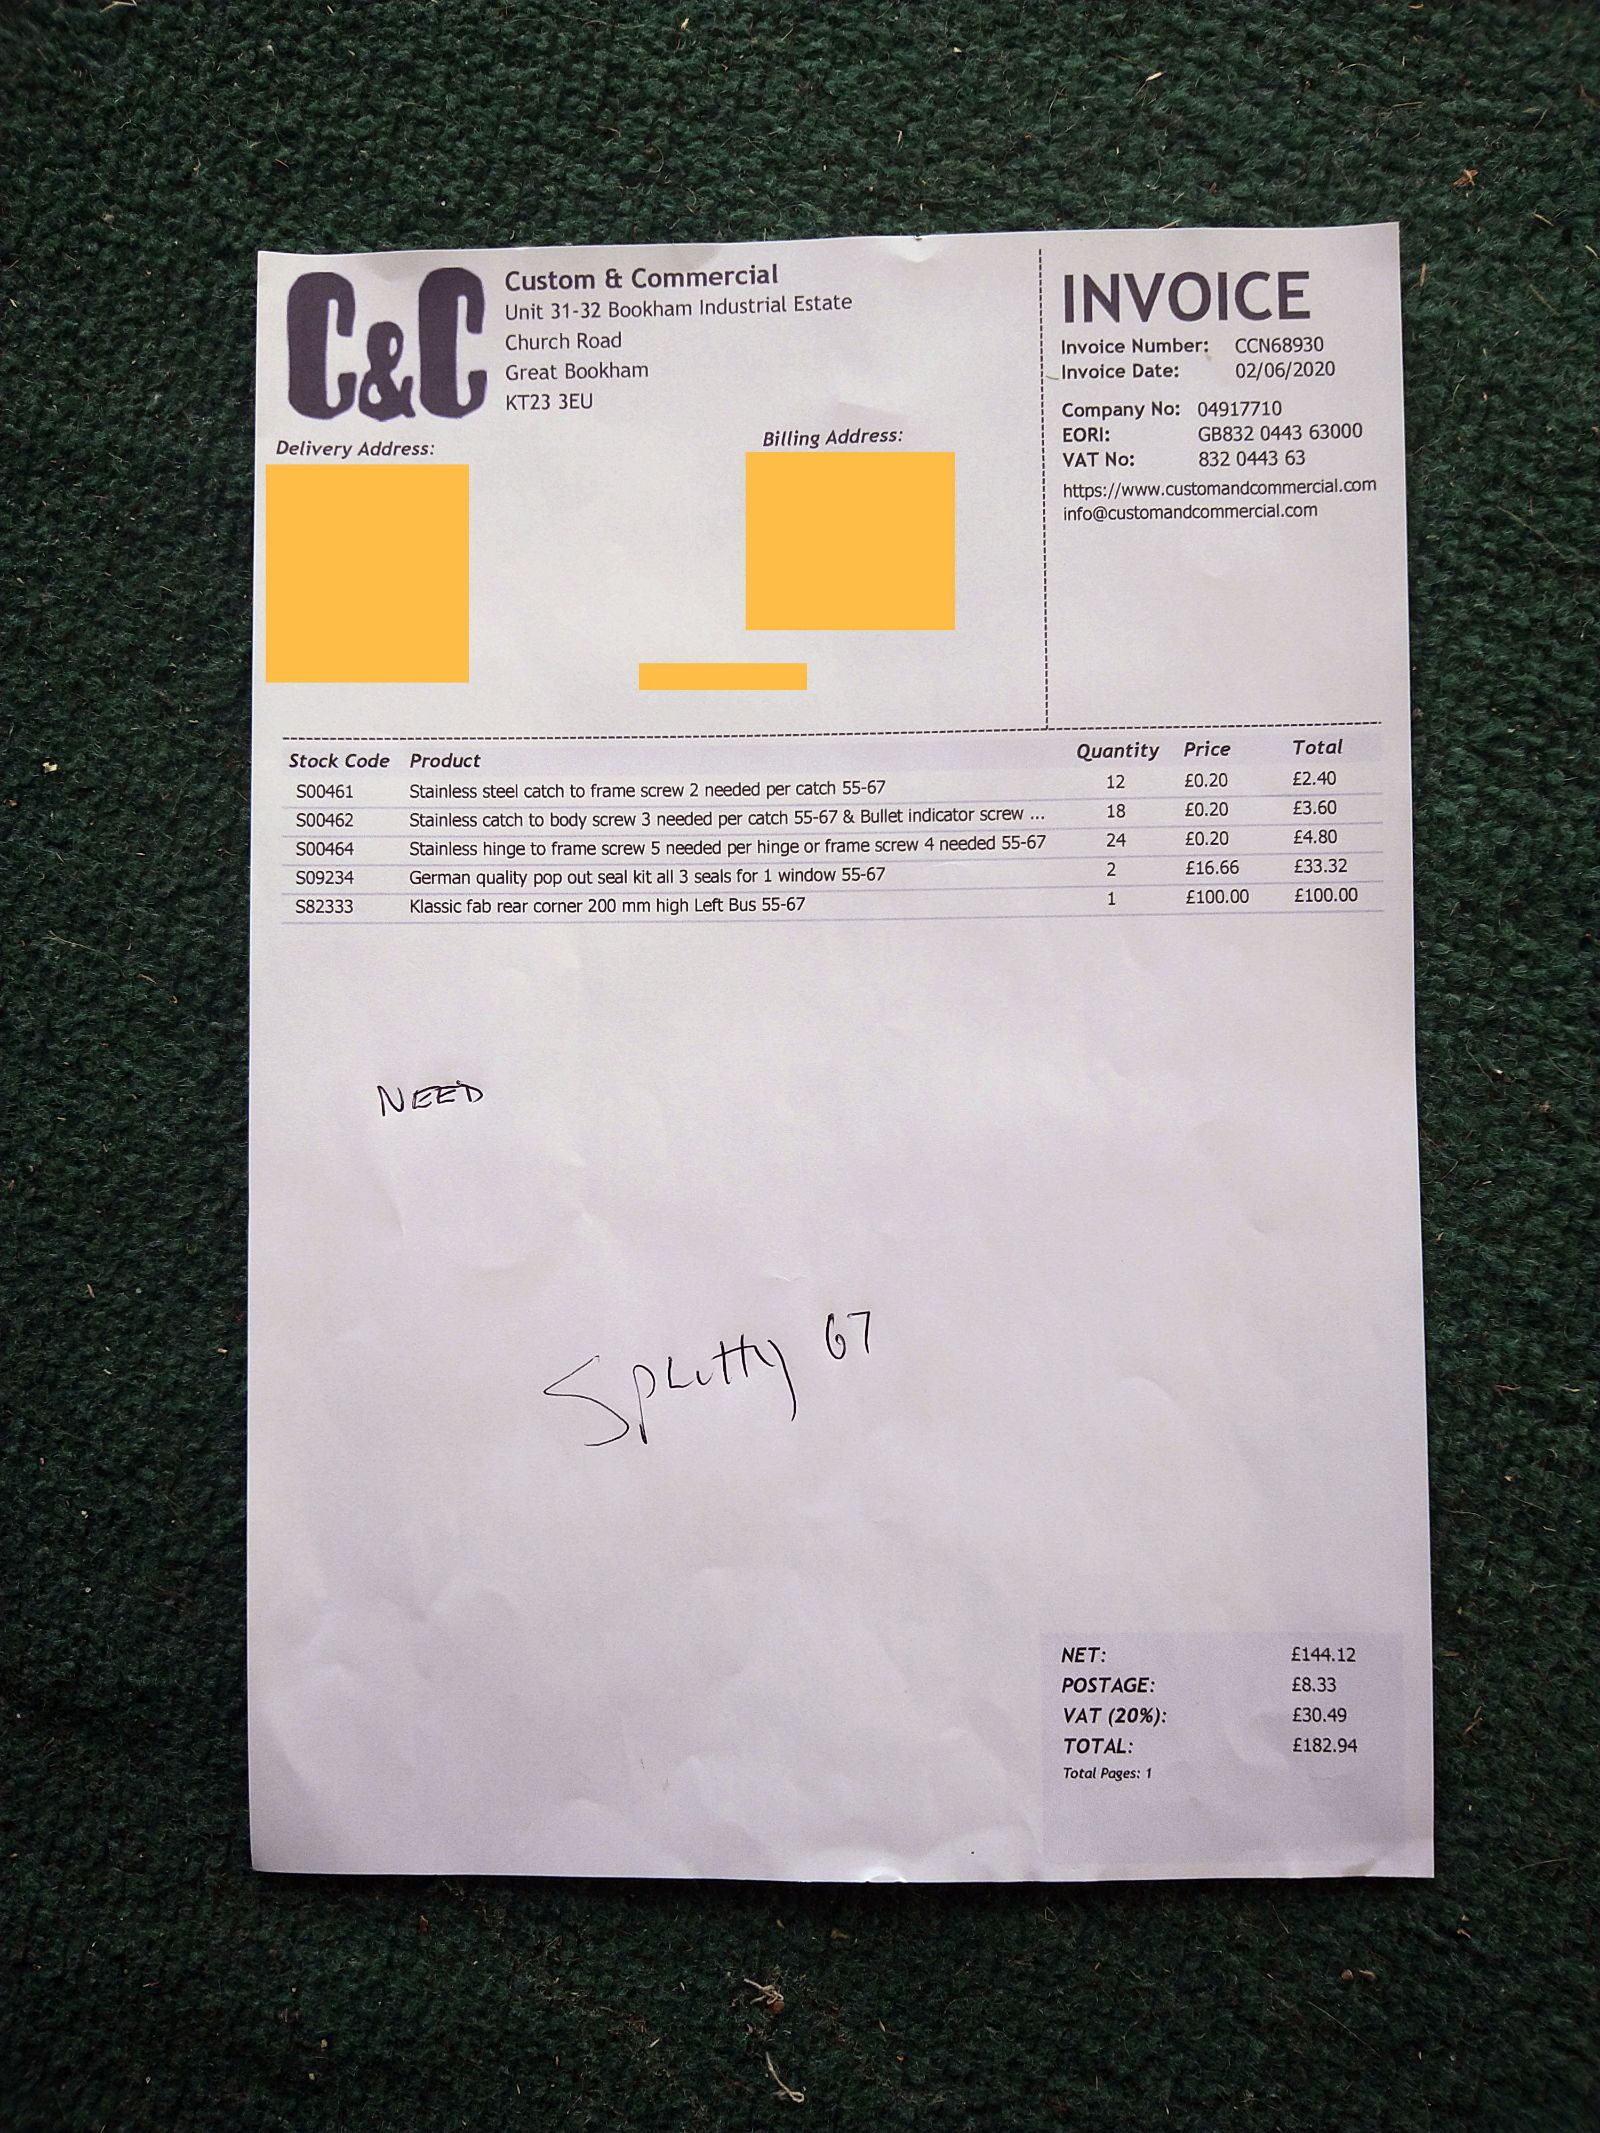 C&C
Custom & Commercial
Unit 31-32 Bookham Industrial Estate
Church Road
Great Bookham
KT23 3EU
INVOICE
Invoice Number: CCN68930
Invoice Date: 02/06/2020
Company No: 04917710
EORI: GB832 0443 63000
VAT No: 832 0443 63
https://www.customandcommercial.com
info@customandcommercial.com
Delivery Address:
Billing Address:
Stock Code Product Quantity Price Total
S00461 Stainless steel catch to frame screw 2 needed per catch 55-67 12 £0.20 £2.40
S00462 Stainless catch to body screw 3 needed per catch 55-67 & Bullet indicator screw ... 18 £0.20 £3.60
S00464 Stainless hinge to frame screw 5 needed per hinge or frame screw 4 needed 55-67 24 £0.20 £4.80
S09234 German quality pop out seal kit all 3 seals for 1 window 55-67 2 £16.66 £33.32
S82333 Klassic fab rear corner 200 mm high Left Bus 55-67 1 £100.00 £100.00
NEED
Splitty 67
NET: £144.12
POSTAGE: £8.33
VAT (20%): £30.49
TOTAL: £182.94
Total Pages: 1